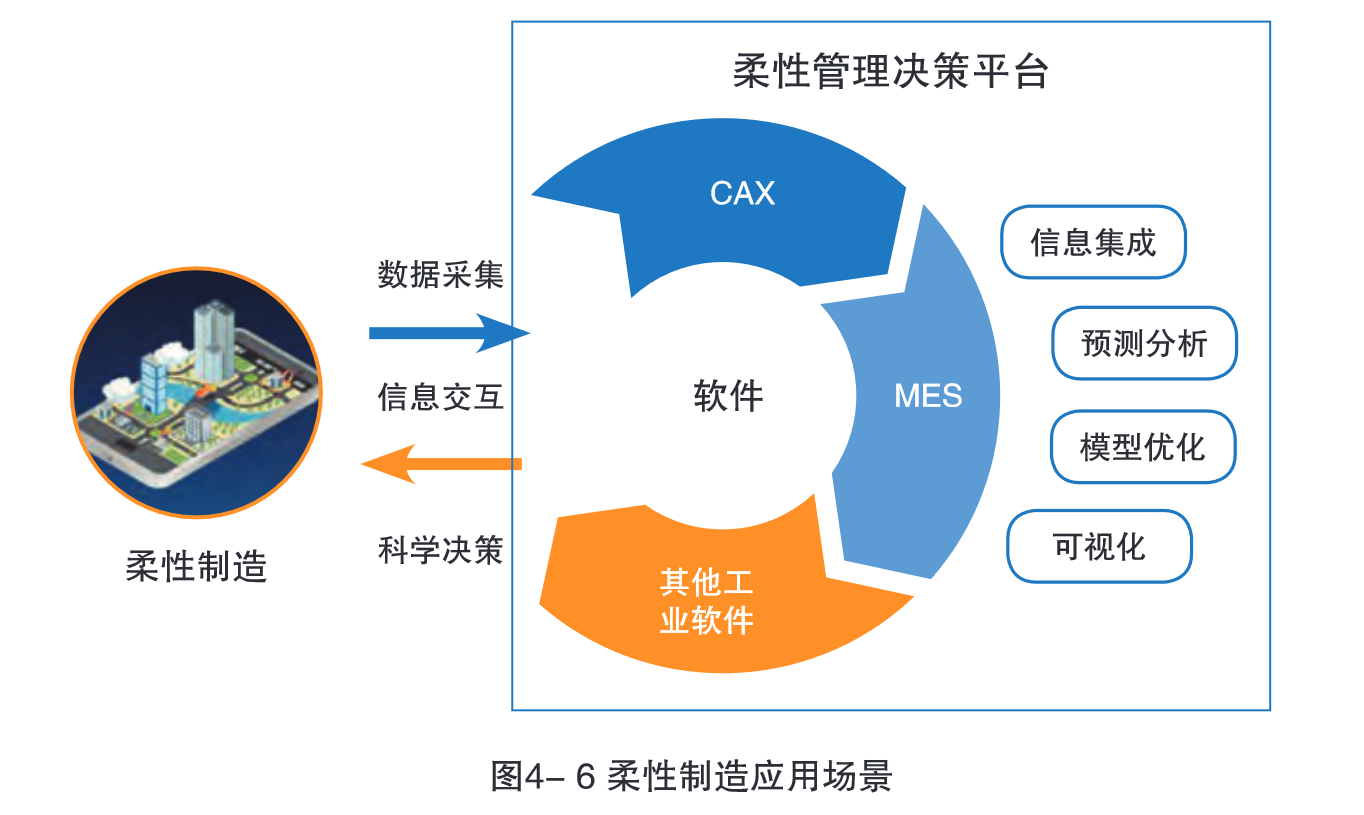 柔性管理决策平台
CAX
信息集成
数据采集
预测分析
信息交互
软件
MES
模型优化
科学决策
可视化
柔性制造
其他工
业软件
图4– 6 柔性制造应用场景